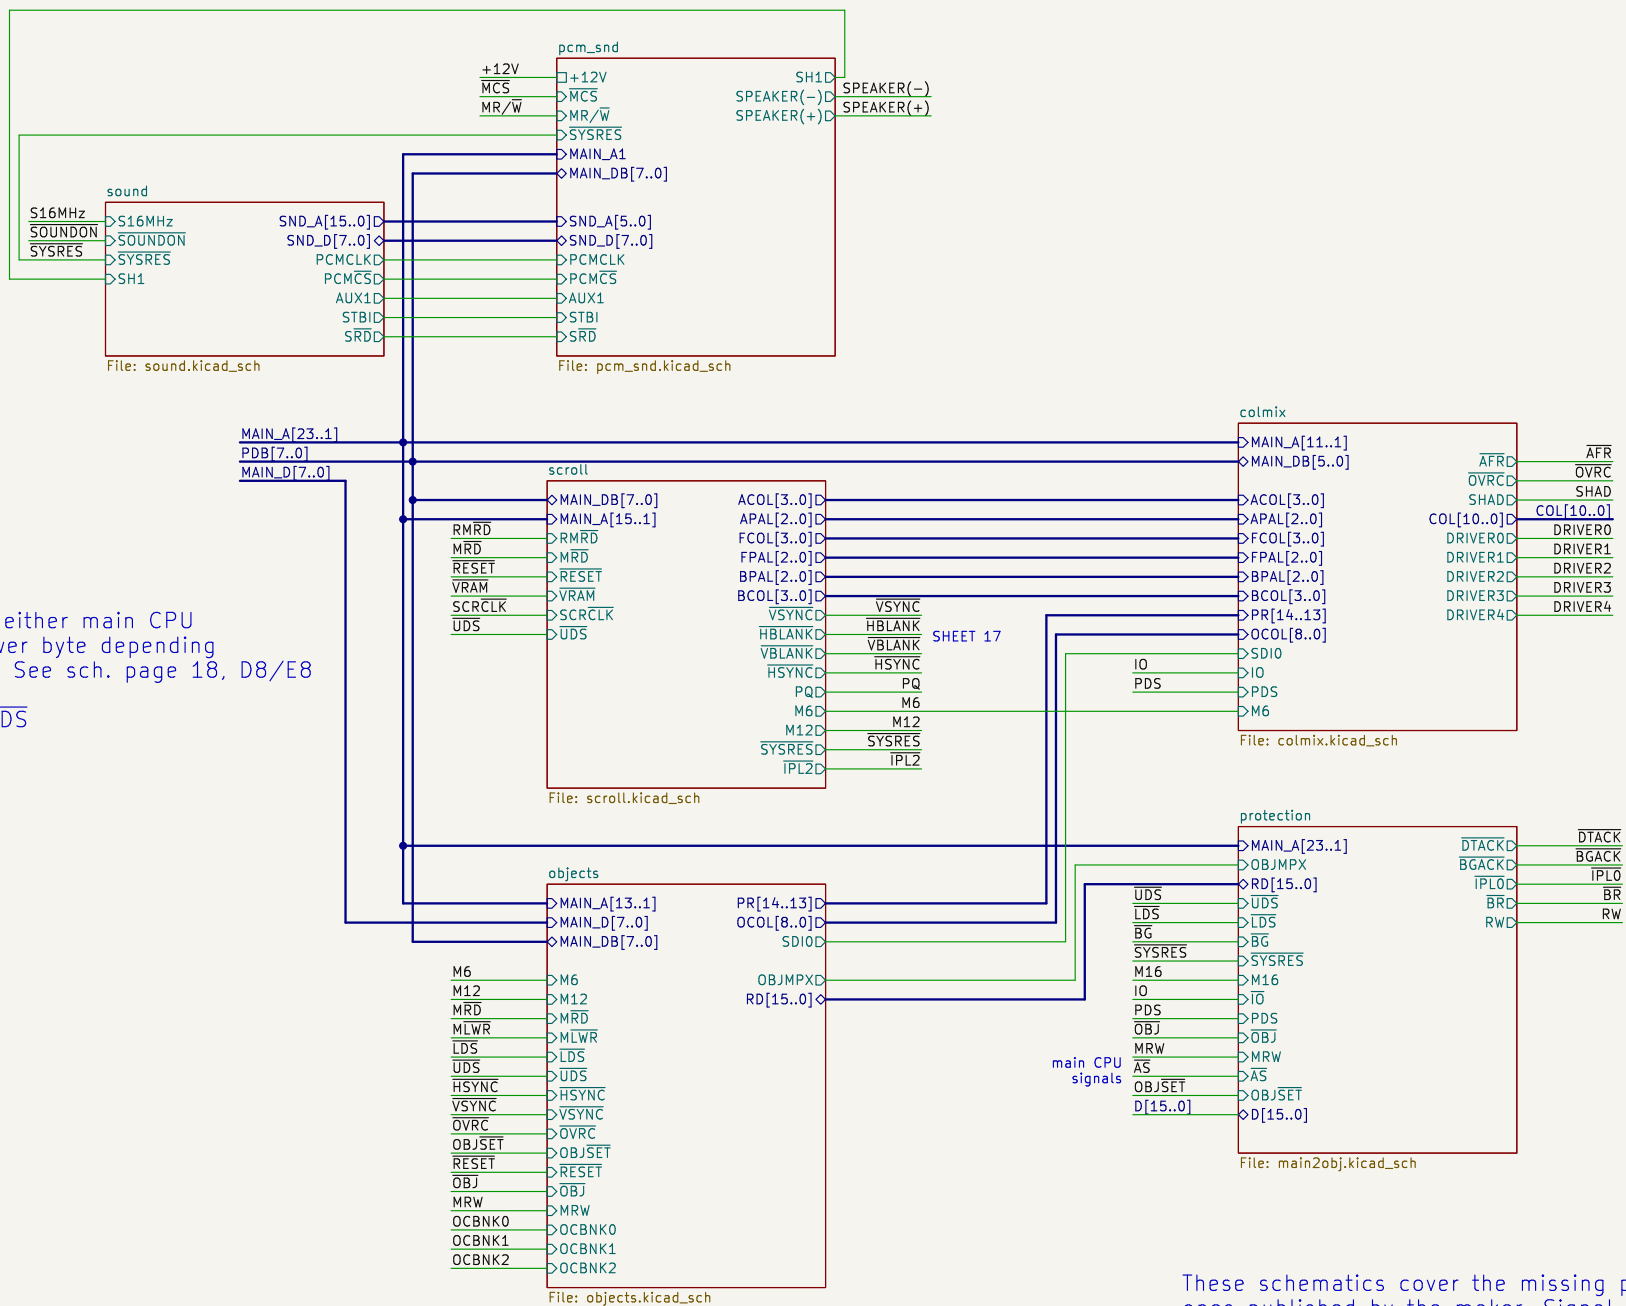 pcm_snd
+12V
+12V
SH1
MCS
MCS
SPEAKER(-)
SPEAKER(-)
MR/W
MR/W
SPEAKER(+)
SPEAKER(+)
SYSRES
MAIN_A1
MAIN_DB[7..0]
SND_A[5..0]
SND_D[7..0]
PCMCLK
PCMCS
AUX1
STBI
SRD
File: pcm_snd.kicad_sch
sound
S16MHz
S16MHz
SND_A[15..0]
SOUNDON
SOUNDON
SND_D[7..0]
SYSRES
SYSRES
PCMCLK
SH1
PCMCS
AUX1
STBI
SRD
File: sound.kicad_sch
MAIN_A[23..1]
PDB[7..0]
MAIN_D[7..0]
scroll
MAIN_DB[7..0]
ACOL[3..0]
MAIN_A[15..1]
APAL[2..0]
RMRD
RMRD
FCOL[3..0]
MRD
MRD
FPAL[2..0]
RESET
RESET
BPAL[2..0]
VRAM
VRAM
BCOL[3..0]
SCRCLK
SCRCLK
VSYNC
VSYNC
UDS
UDS
HBLANK
HBLANK
SHEET 17
VBLANK
VBLANK
HSYNC
HSYNC
PQ
PQ
M6
M6
M12
M12
SYSRES
SYSRES
IPL2
IPL2
File: scroll.kicad_sch
colmix
MAIN_A[11..1]
MAIN_DB[5..0]
AFR
AFR
OVRC
OVRC
ACOL[3..0]
SHAD
SHAD
APAL[2..0]
COL[10..0]
COL[10..0]
FCOL[3..0]
DRIVER0
DRIVER0
FPAL[2..0]
DRIVER1
DRIVER1
BPAL[2..0]
DRIVER2
DRIVER2
BCOL[3..0]
DRIVER3
DRIVER3
PR[14..13]
DRIVER4
DRIVER4
OCOL[8..0]
SDI0
IO
IO
PDS
PDS
M6
File: colmix.kicad_sch
either main CPU
ver byte depending
See sch. page 18, D8/E8
DS
objects
MAIN_A[13..1]
PR[14..13]
MAIN_D[7..0]
OCOL[8..0]
MAIN_DB[7..0]
SDI0
M6
M6
OBJMPX
M12
M12
RD[15..0]
MRD
MRD
MLWR
MLWR
LDS
LDS
UDS
UDS
HSYNC
HSYNC
VSYNC
VSYNC
OVRC
OVRC
OBJSET
OBJSET
RESET
RESET
OBJ
OBJ
MRW
MRW
OCBNK0
OCBNK0
OCBNK1
OCBNK1
OCBNK2
OCBNK2
File: objects.kicad_sch
protection
MAIN_A[23..1]
DTACK
DTACK
OBJMPX
BGACK
BGACK
RD[15..0]
IPL0
IPL0
UDS
UDS
BR
BR
LDS
LDS
RW
RW
BG
BG
SYSRES
SYSRES
M16
M16
IO
IO
PDS
PDS
OBJ
OBJ
MRW
MRW
main CPU
signals
AS
AS
OBJSET
OBJSET
D[15..0]
D[15..0]
File: main2obj.kicad_sch
These schematics cover the missing p
once published by the maker. Signal